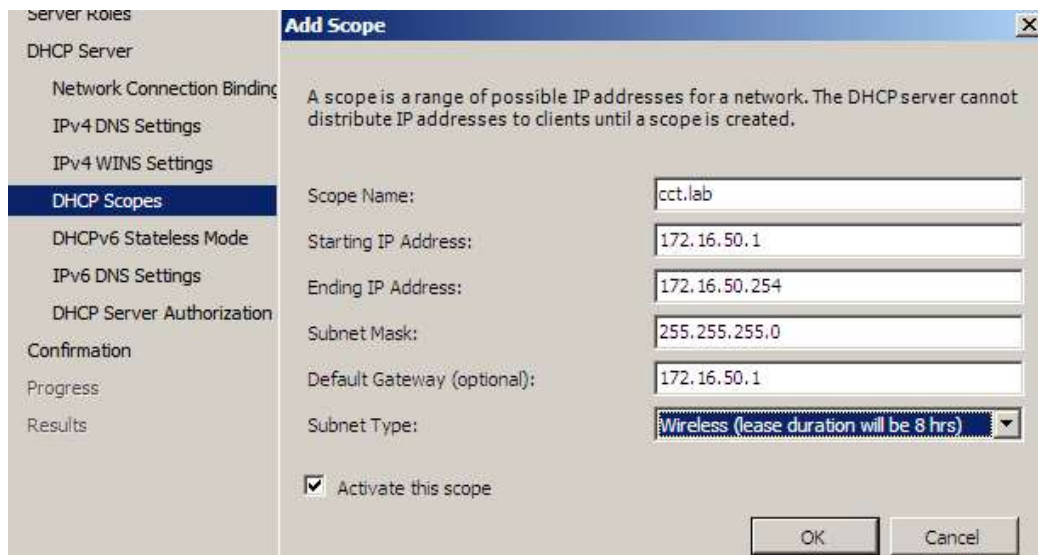 Server Roles
DHCP Server
Network Connection Binding
IPv4 DNS Settings
IPv4 WINS Settings
DHCP Scopes
DHCPv6 Stateless Mode
IPv6 DNS Settings
DHCP Server Authorization
Confirmation
Progress
Results
Add Scope
A scope is a range of possible IP addresses for a network. The DHCP server cannot
distribute IP addresses to clients until a scope is created.
Scope Name: cct.lab
Starting IP Address: 172.16.50.1
Ending IP Address: 172.16.50.254
Subnet Mask: 255.255.255.0
Default Gateway (optional): 172.16.50.1
Subnet Type: Wireless (lease duration will be 8 hrs)
Activate this scope
OK Cancel